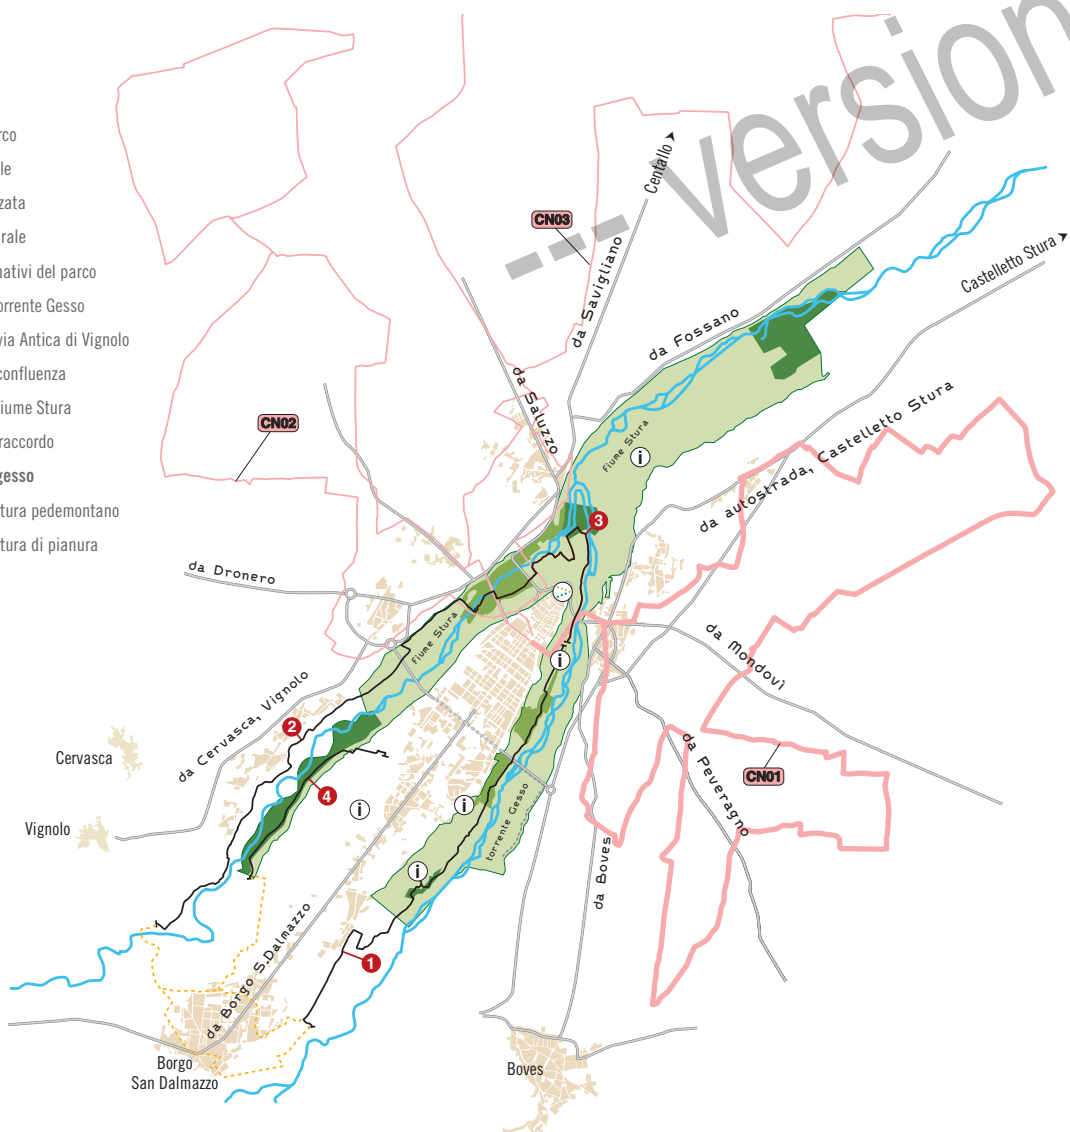 --- version
rco
le
zata
rale
nativi del parco
orrente Gesso
via Antica di Vignolo
confluenza
fiume Stura
raccordo
gesso
tura pedemontano
tura di pianura
Centallo
CN03
da Savigliano
Castelletto Stura
da Fossano
da Saluzzo
CN02
fiume Stura
i
da autostrada, Castelletto Stura
3
da Dronero
fiume Stura
i
da Mondovì
da Cervasca, Vignolo
2
Cervasca
da Peveragno
CN01
4
i
i
Vignolo
torrente Gesso
da Boves
i
da Borgo S.Dalmazzo
1
Borgo
San Dalmazzo
Boves